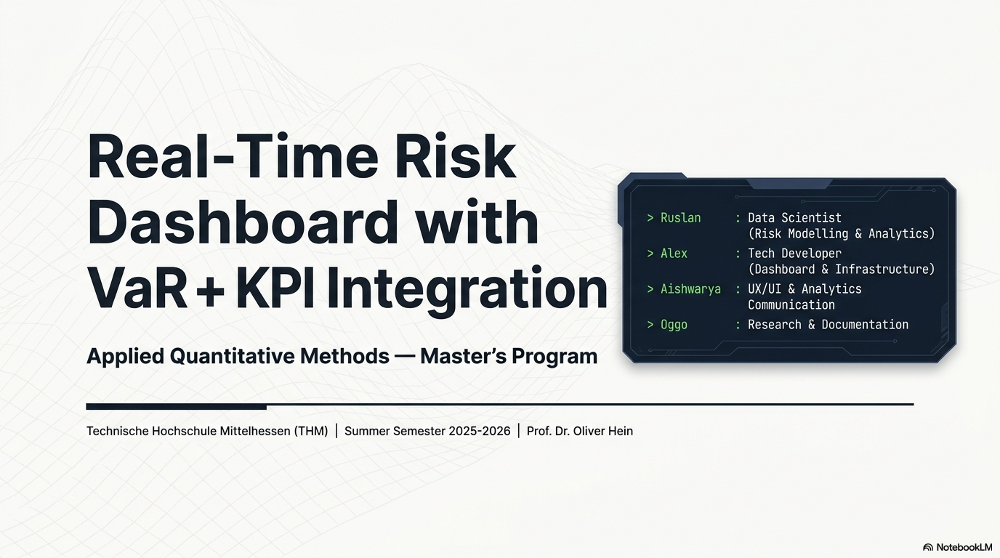 Real-Time Risk
Dashboard with
VaR + KPI Integration
Applied Quantitative Methods — Master’s Program
> Ruslan : Data Scientist
(Risk Modelling & Analytics)
> Alex : Tech Developer
(Dashboard & Infrastructure)
> Aishwarya : UX/UI & Analytics
Communication
> Oggo : Research & Documentation
Technische Hochschule Mittelhessen (THM) | Summer Semester 2025-2026 | Prof. Dr. Oliver Hein
NotebookLM